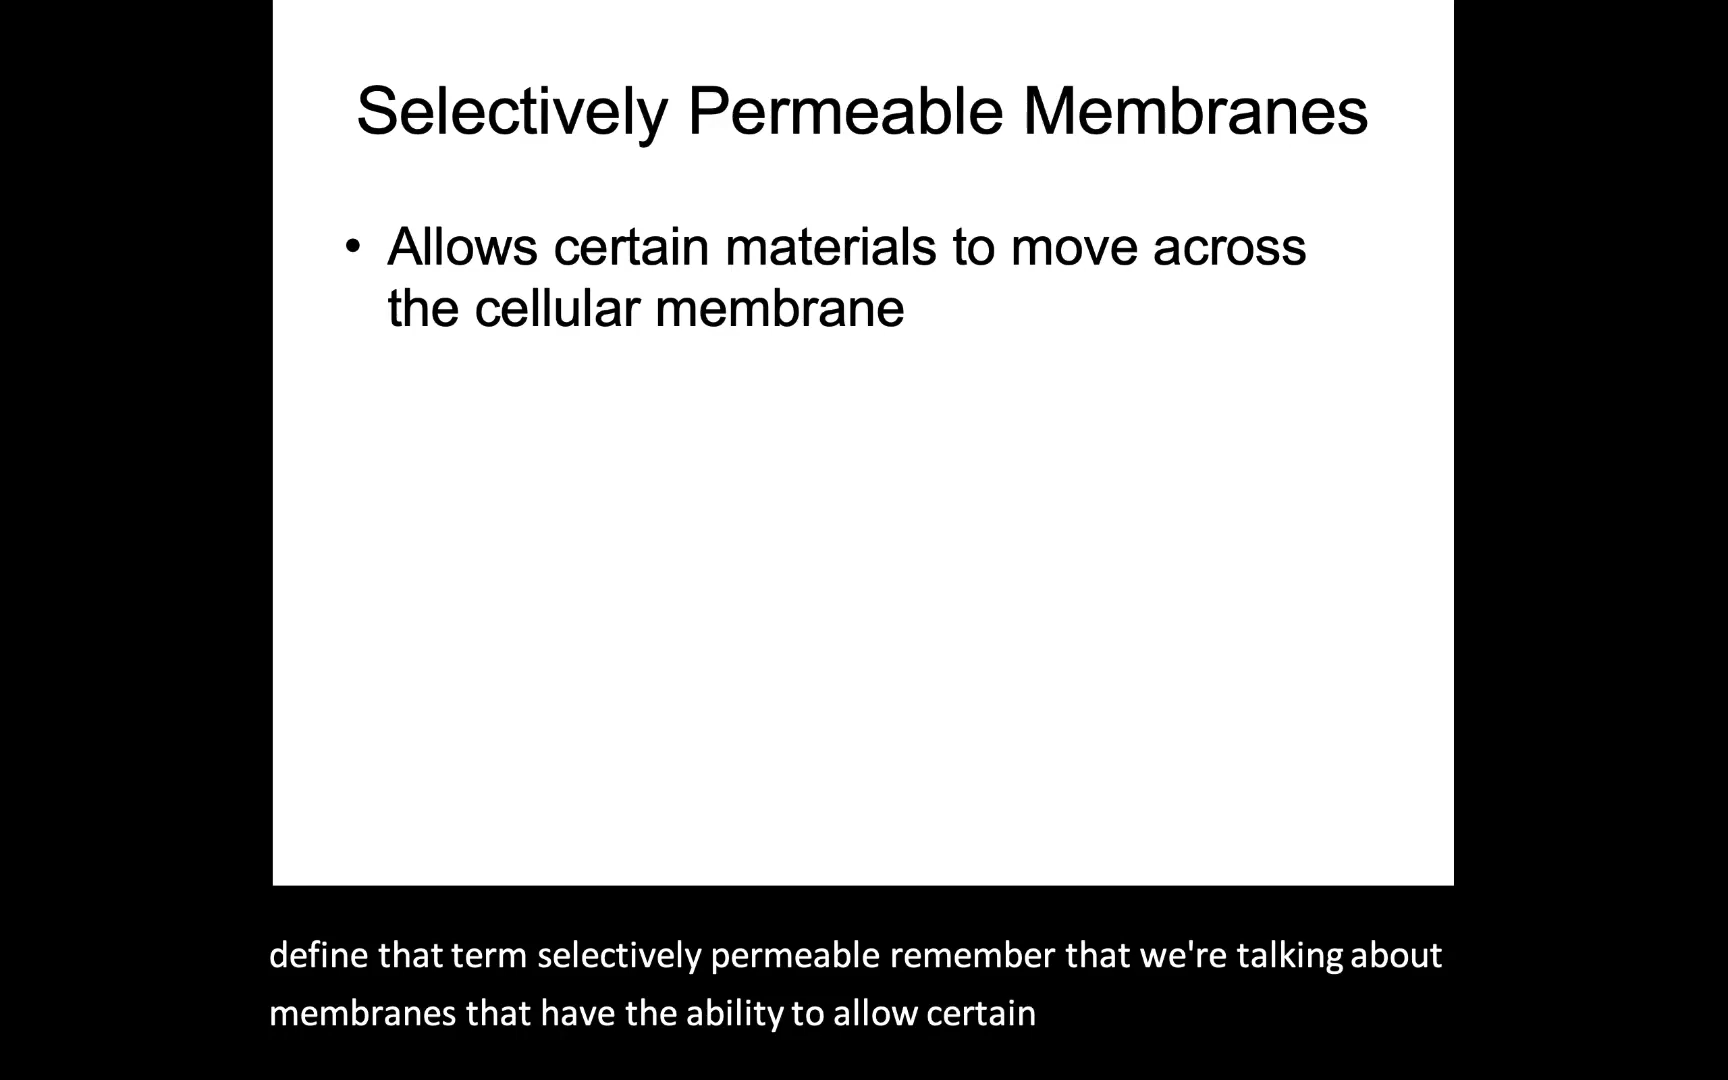 Selectively Permeable Membranes
• Allows certain materials to move across
the cellular membrane
define that term selectively permeable remember that we're talking about
membranes that have the ability to allow certain